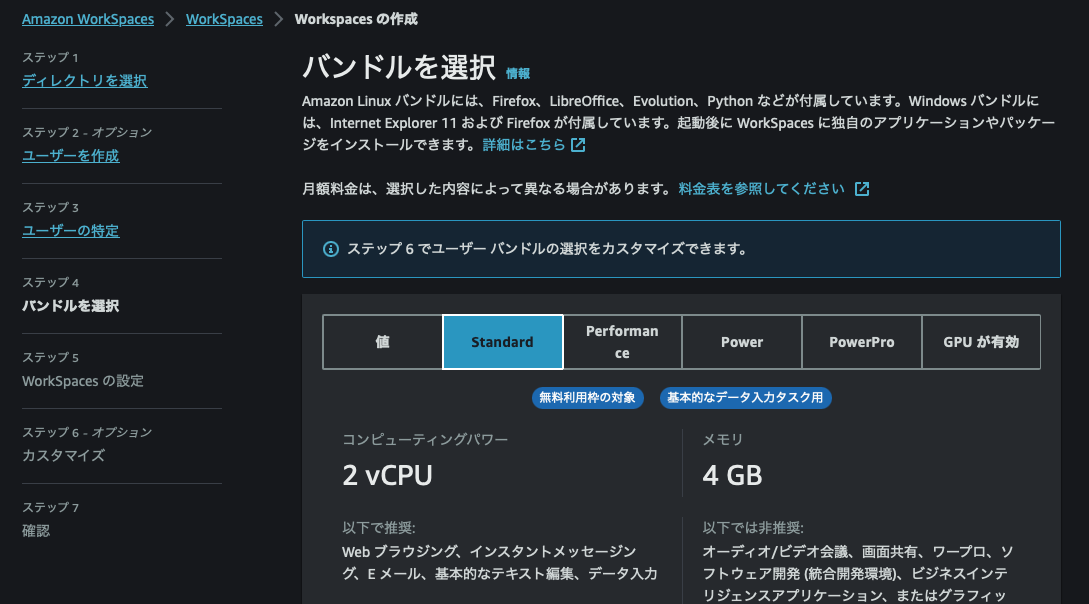 Amazon WorkSpaces > WorkSpaces > Workspaces の作成
ステップ 1
ディレクトリを選択
ステップ 2 - オプション
ユーザーを作成
ステップ 3
ユーザーの特定
ステップ 4
バンドルを選択
ステップ 5
WorkSpaces の設定
ステップ 6 - オプション
カスタマイズ
ステップ 7
確認
バンドルを選択 情報
Amazon Linux バンドルには、Firefox、LibreOffice、Evolution、Python などが付属しています。Windows バンドルに
は、Internet Explorer 11 および Firefox が付属しています。起動後に WorkSpaces に独自のアプリケーションやパッケー
ジをインストールできます。詳細はこちら
月額料金は、選択した内容によって異なる場合があります。料金表を参照してください
ステップ 6 でユーザー バンドルの選択をカスタマイズできます。
値
Standard
Performan
ce
Power
PowerPro
GPU が有効
無料利用枠の対象
基本的なデータ入力タスク用
コンピューティングパワー
2 vCPU
メモリ
4 GB
以下で推奨:
Web ブラウジング、インスタントメッセージン
グ、E メール、基本的なテキスト編集、データ入力
以下では非推奨:
オーディオ/ビデオ会議、画面共有、ワープロ、ソ
フトウェア開発 (統合開発環境)、ビジネスインテ
リジェンスアプリケーション、またはグラフィッ